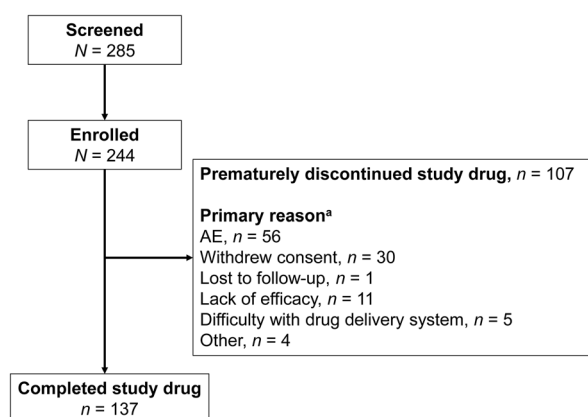 Screened
N = 285
Enrolled
N = 244
Prematurely discontinued study drug, n = 107
Primary reasonᵃ
AE, n = 56
Withdrew consent, n = 30
Lost to follow-up, n = 1
Lack of efficacy, n = 11
Difficulty with drug delivery system, n = 5
Other, n = 4
Completed study drug
n = 137